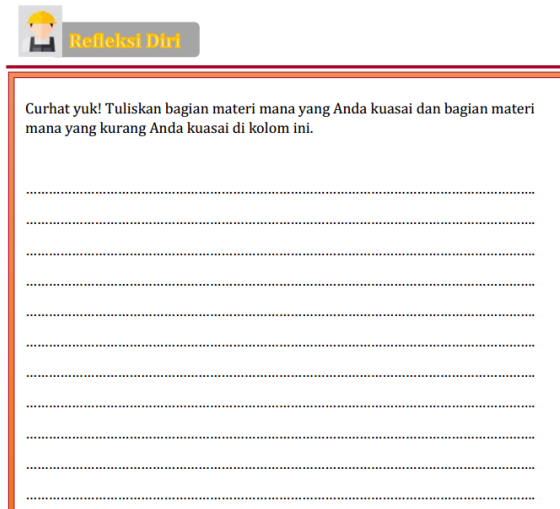 Refleksi Diri
Curhat yuk! Tuliskan bagian materi mana yang Anda kuasai dan bagian materi
mana yang kurang Anda kuasai di kolom ini.